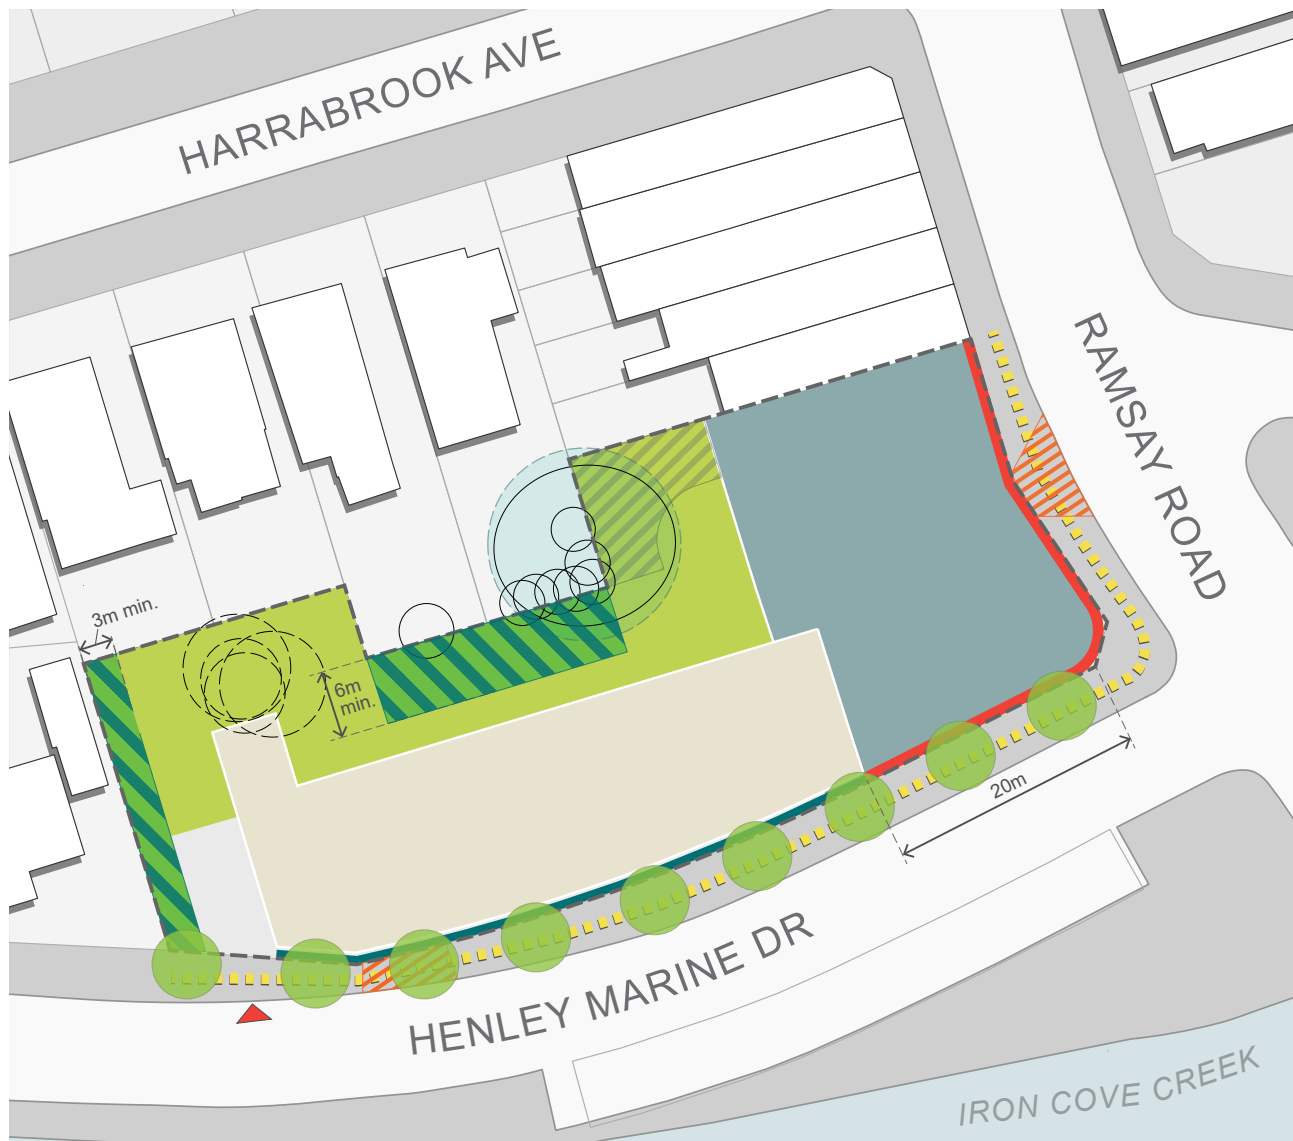 HARRABROOK AVE
RAMSAY ROAD
3m min.
6m
min.
20m
HENLEY MARINE DR
IRON COVE CREEK